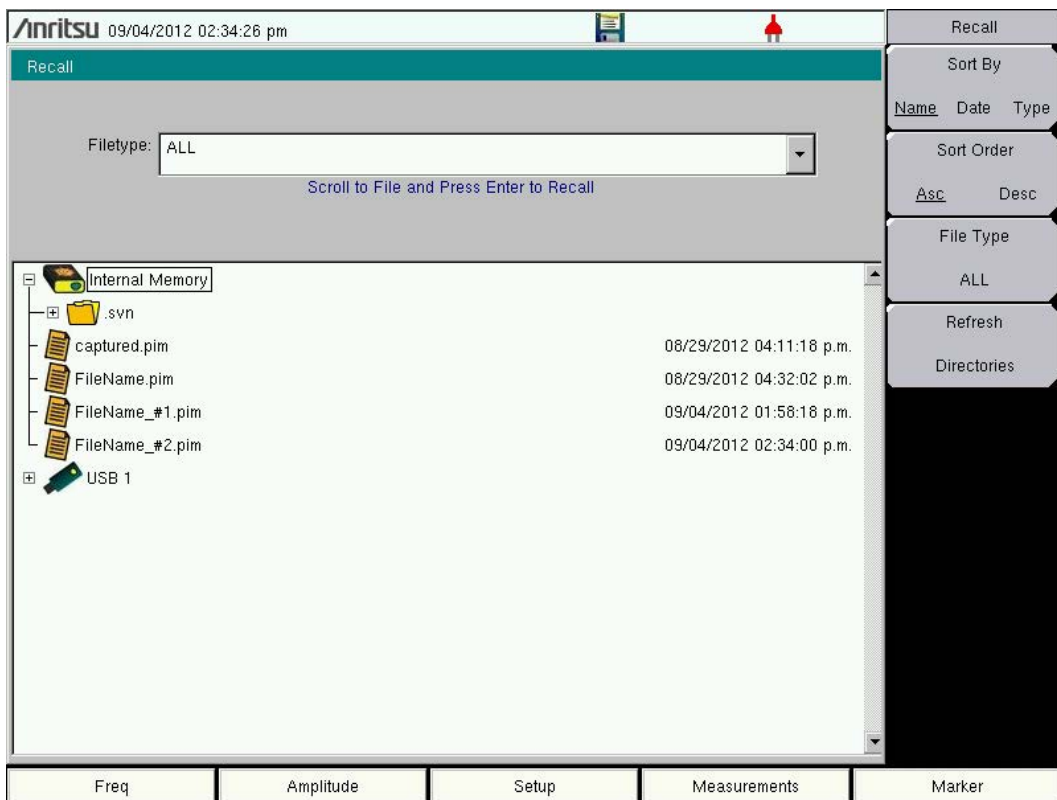 Anritsu 09/04/2012 02:34:26 pm
Recall
Filetype: ALL
Scroll to File and Press Enter to Recall
Internal Memory
.svn
captured.pim 08/29/2012 04:11:18 p.m.
FileName.pim 08/29/2012 04:32:02 p.m.
FileName_#1.pim 09/04/2012 01:58:18 p.m.
FileName_#2.pim 09/04/2012 02:34:00 p.m.
USB 1
Recall
Sort By
Name Date Type
Sort Order
Asc Desc
File Type
ALL
Refresh
Directories
Freq Amplitude Setup Measurements Marker